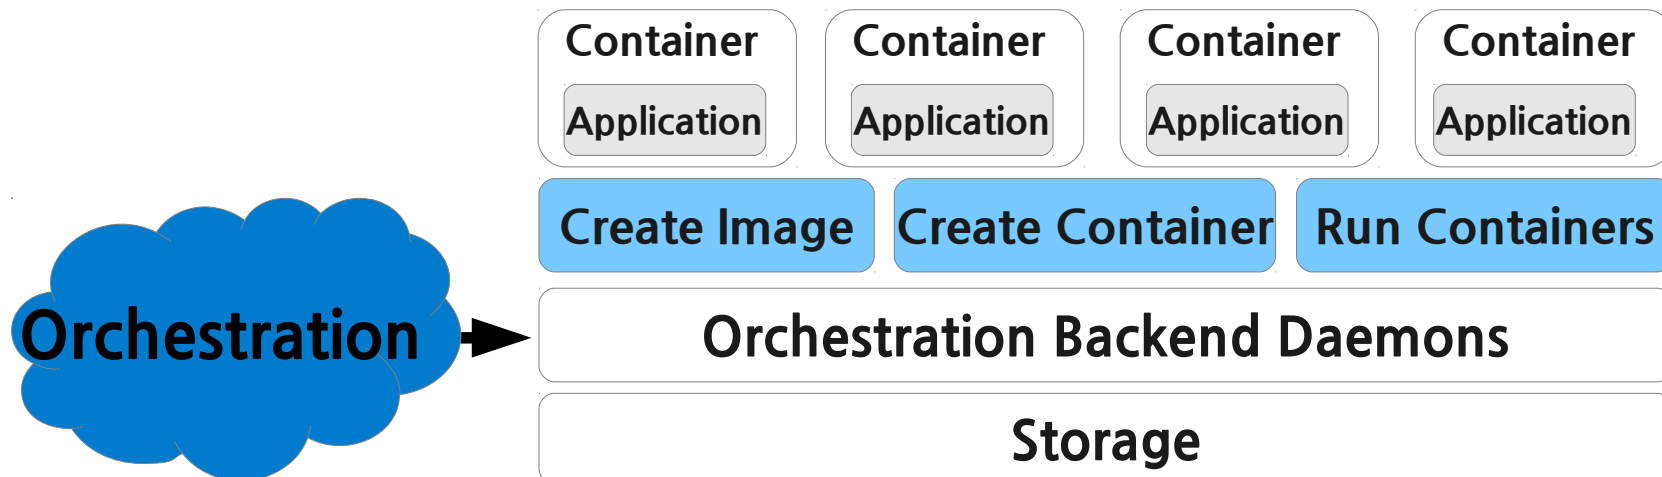 Container Container Container Container
Application Application Application Application
Create Image Create Container Run Containers
Orchestration
Orchestration Backend Daemons
Storage